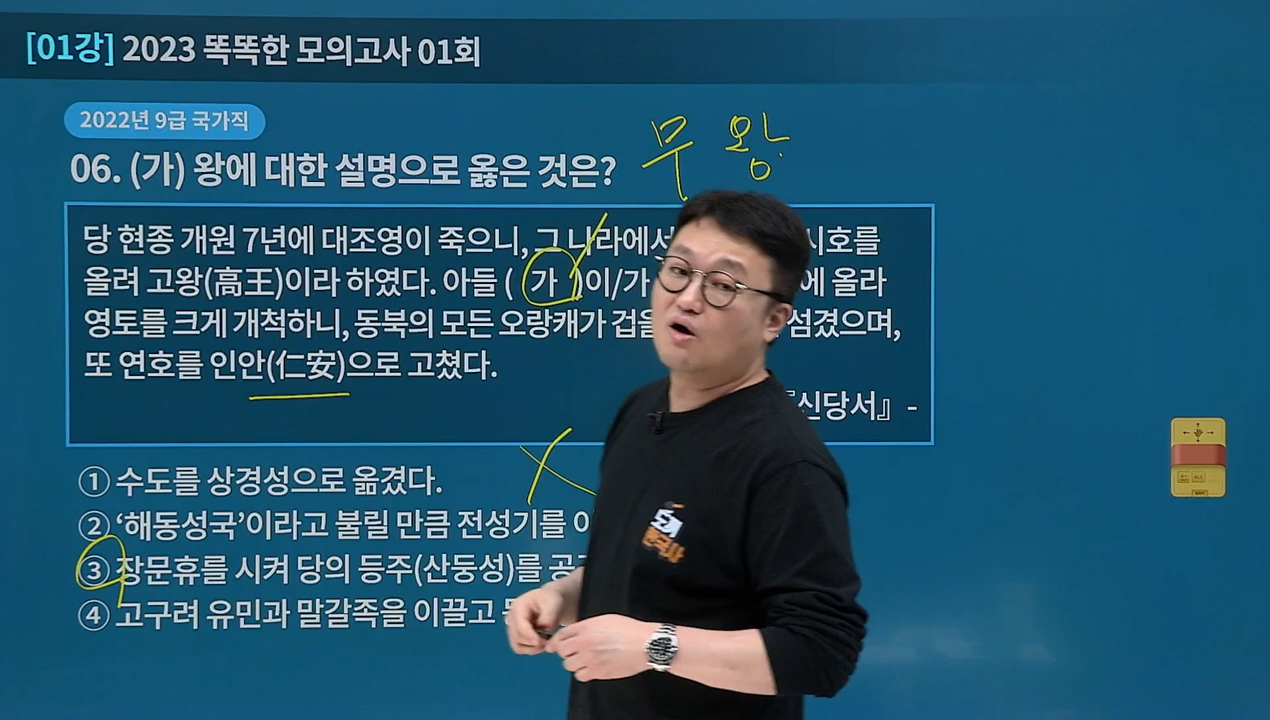 [01강] 2023 똑똑한 모의고사 01회
2022년 9급 국가직
06. (가) 왕에 대한 설명으로 옳은 것은?
무왕
당 현종 개원 7년에 대조영이 죽으니, 그 나라에서 시호를
올려 고왕(高王)이라 하였다. 아들 ( 가 )이/가 에 올라
영토를 크게 개척하니, 동북의 모든 오랑캐가 겁을 섬겼으며,
또 연호를 인안(仁安)으로 고쳤다.
『신당서』 -
① 수도를 상경성으로 옮겼다.
② ‘해동성국’이라고 불릴 만큼 전성기를
③ 장문휴를 시켜 당의 등주(산둥성)를
④ 고구려 유민과 말갈족을 이끌고
한국사